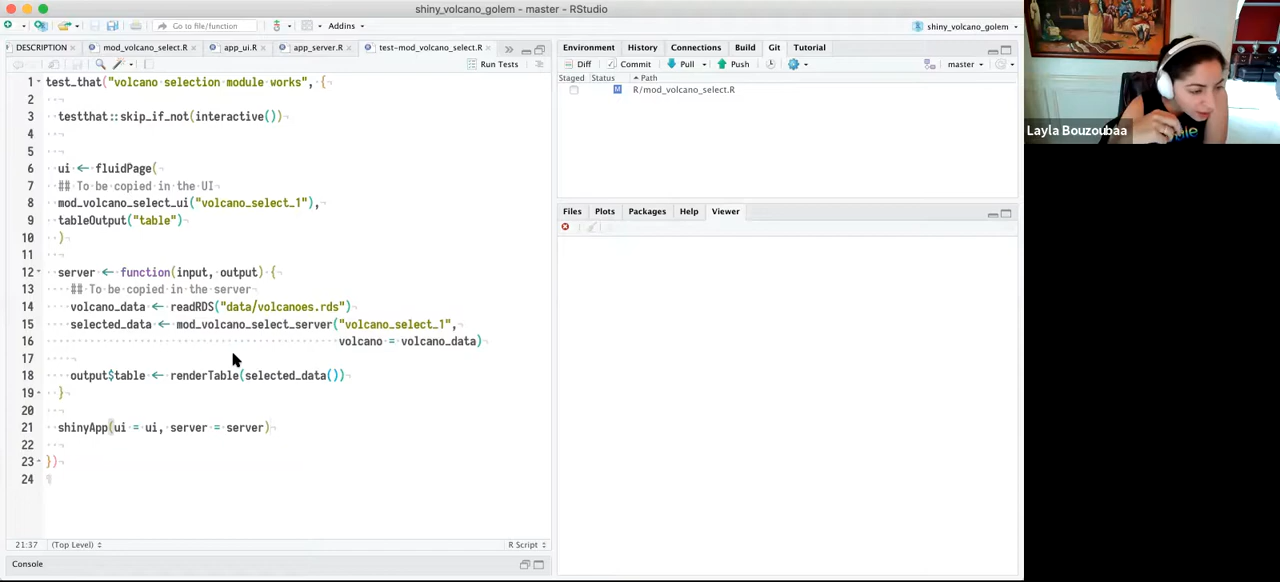 shiny_volcano_golem - master - RStudio
Go to file/function
Addins
shiny_volcano_golem
DESCRIPTION
mod_volcano_select.R
app_ui.R
app_server.R
test-mod_volcano_select.R
Run Tests
1 test_that("volcano selection module works", {
2
3 testthat::skip_if_not(interactive())
4
5
6 ui ← fluidPage(
7 ## To be copied in the UI
8 mod_volcano_select_ui("volcano_select_1"),
9 tableOutput("table")
10 )
11
12 server ← function(input, output) {
13 ## To be copied in the server
14 volcano_data ← readRDS("data/volcanoes.rds")
15 selected_data ← mod_volcano_select_server("volcano_select_1",
16 volcano = volcano_data)
17
18 output$table ← renderTable(selected_data())
19 }
20
21 shinyApp(ui = ui, server = server)
22
23 })
24
21:37 (Top Level) R Script
Console
Environment History Connections Build Git Tutorial
Diff Commit Pull Push master
Staged Status Path
M R/mod_volcano_select.R
Files Plots Packages Help Viewer
Layla Bouzoubaa